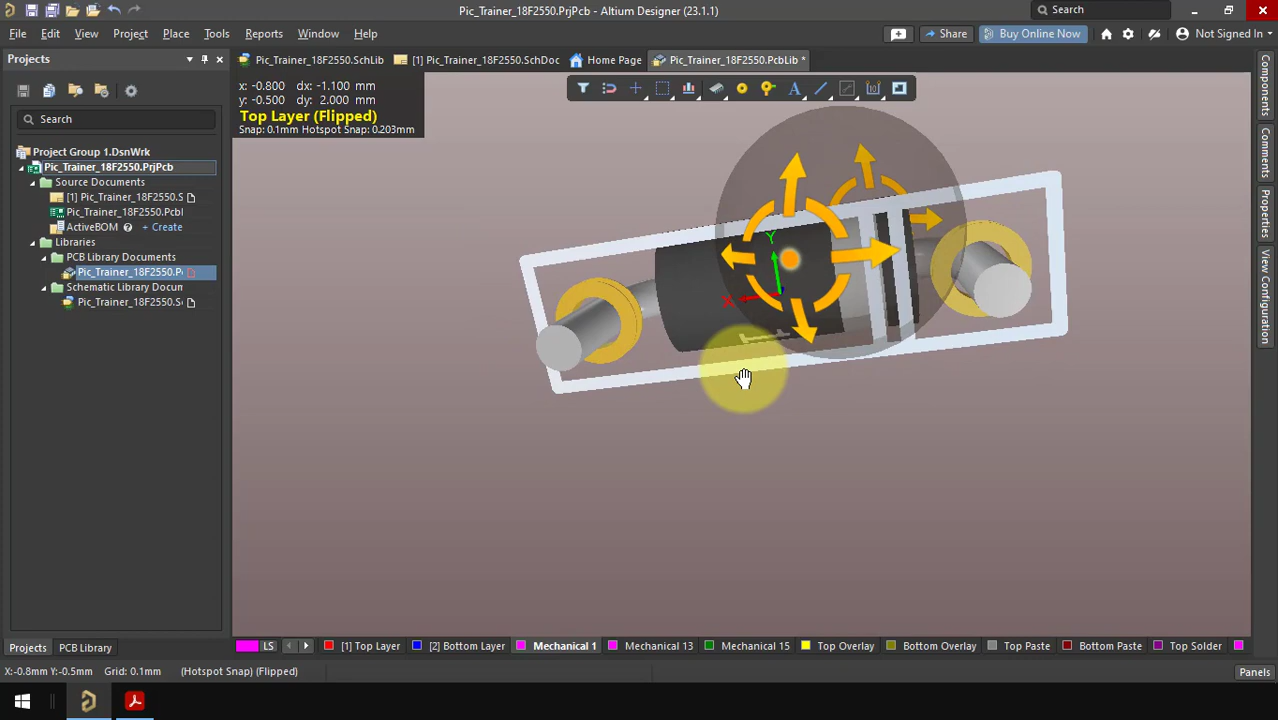 Pic_Trainer_18F2550.PrjPcb - Altium Designer (23.1.1)
Search
File Edit View Project Place Tools Reports Window Help
Share
Buy Online Now
Not Signed In
Projects
Pic_Trainer_18F2550.SchLib
[1] Pic_Trainer_18F2550.SchDoc
Home Page
Pic_Trainer_18F2550.PcbLib *
x: -0.800 dx: -1.100 mm
y: -0.500 dy: 2.000 mm
Top Layer (Flipped)
Snap: 0.1mm Hotspot Snap: 0.203mm
Search
Project Group 1.DsnWrk
Pic_Trainer_18F2550.PrjPcb
Source Documents
[1] Pic_Trainer_18F2550.S
Pic_Trainer_18F2550.Pcbl
ActiveBOM + Create
Libraries
PCB Library Documents
Pic_Trainer_18F2550.P
Schematic Library Docum
Pic_Trainer_18F2550.S
Components
Comments
Properties
View Configuration
Y
X
Projects
PCB Library
LS
[1] Top Layer
[2] Bottom Layer
Mechanical 1
Mechanical 13
Mechanical 15
Top Overlay
Bottom Overlay
Top Paste
Bottom Paste
Top Solder
X:-0.8mm Y:-0.5mm Grid: 0.1mm (Hotspot Snap) (Flipped)
Panels